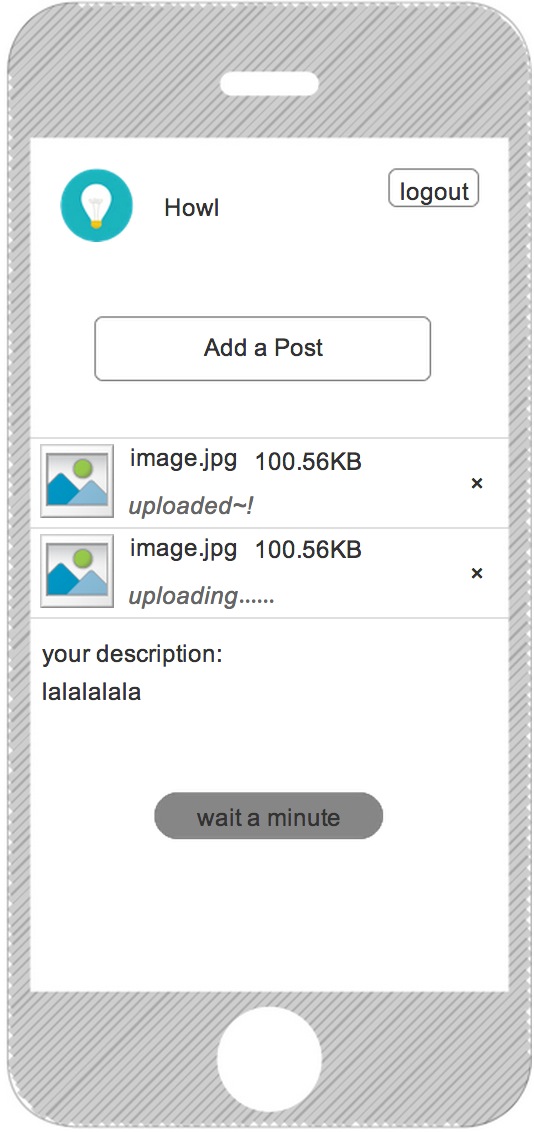 Howl
logout
Add a Post
image.jpg 100.56KB
×
uploaded~!
image.jpg 100.56KB
×
uploading......
your description:
lalalalala
wait a minute